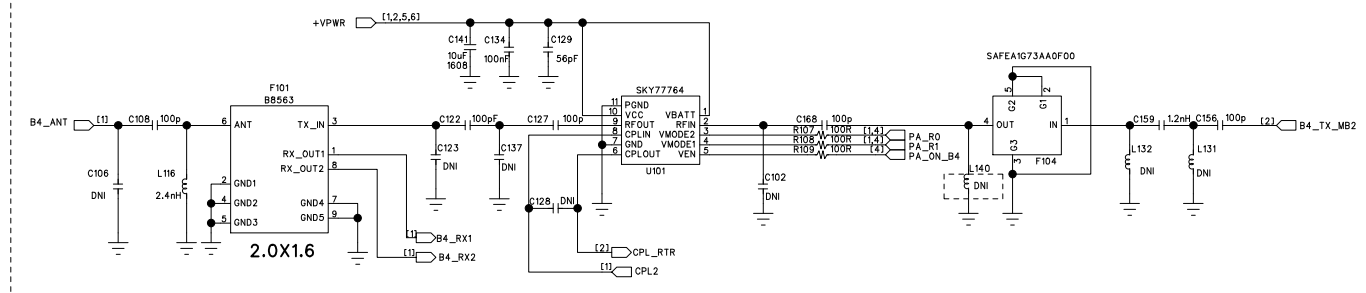 +VPWR [1,2,5,6]
C141
10uF
1608
C134
100nF
C129
56pF
SAFEA1G73AA0F00
F101
B8563
SKY77764
B4_ANT [1] C108 100p
6 ANT
TX_IN 3
RX_OUT1 1
RX_OUT2 8
2 GND1
4 GND2
5 GND3
GND4 7
GND5 9
2.0X1.6
C106
DNI
L116
2.4nH
C122 100pF
C127 100p
C123
DNI
C137
DNI
11 PGND
10 VCC
9 RFOUT
8 CPLIN
7 GND
6 CPLOUT
VBATT 1
RFIN 2
VMODE2 3
VMODE1 4
VEN 5
U101
C168 100p
R107 100R [1,4] PA_R0
R108 100R [1,4] PA_R1
R109 100R [4] PA_ON_B4
C102
DNI
C128 DNI
[1] B4_RX1
[1] B4_RX2
[2] CPL_RTR
[1] CPL2
L140
DNI
5 2
G2 G1
4 OUT IN 1
G3
3
F104
C159 1.2nH
C156 100p
[2] B4_TX_MB2
L132
DNI
L131
DNI